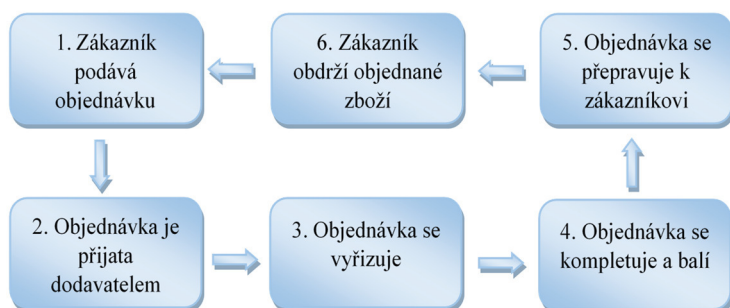 1. Zákazník
podává
objednávku
6. Zákazník
obdrží objednané
zboží
5. Objednávka se
přepravuje k
zákazníkovi
2. Objednávka je
přijata
dodavatelem
3. Objednávka se
vyřizuje
4. Objednávka se
kompletuje a balí